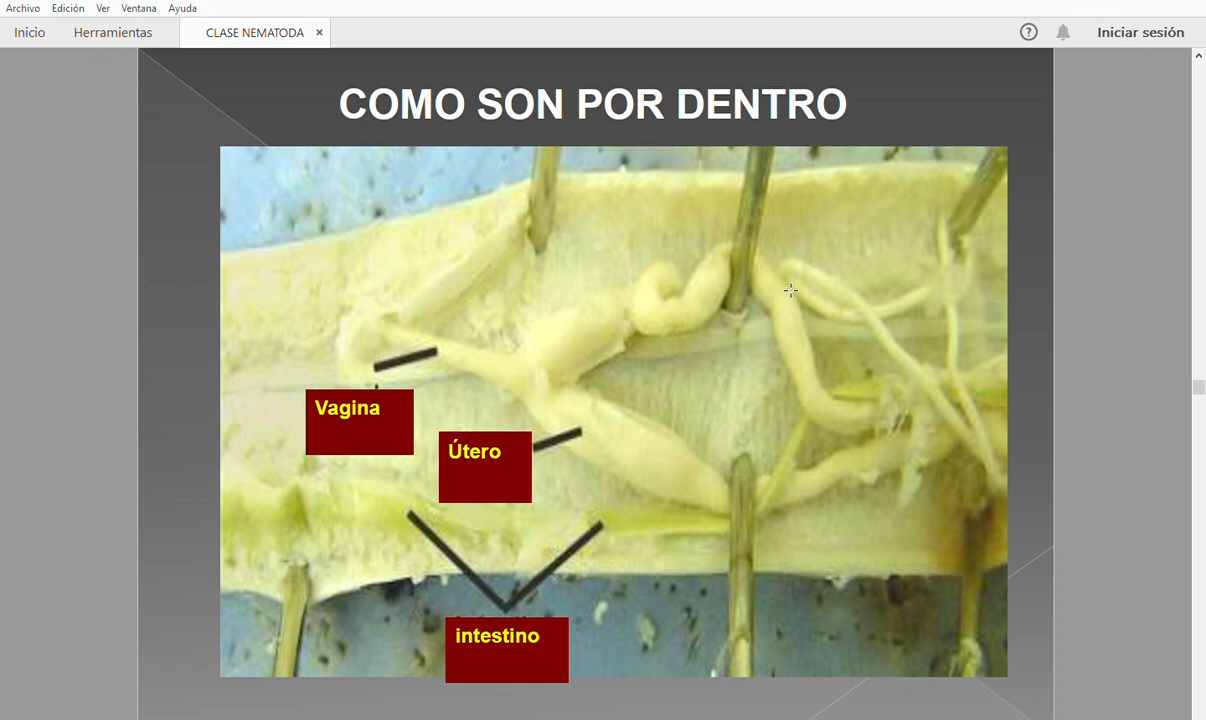 Archivo Edición Ver Ventana Ayuda
Inicio Herramientas CLASE NEMATODA × ? Iniciar sesión
COMO SON POR DENTRO
Vagina
Útero
intestino